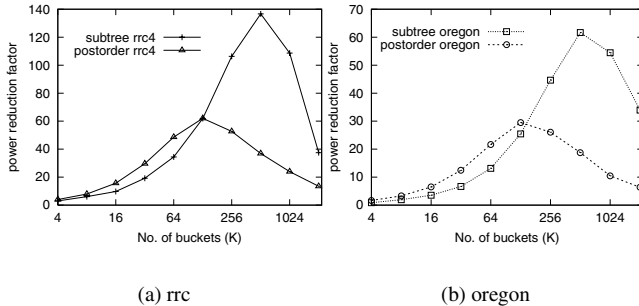 140
120
100
80
60
40
20
0
power reduction factor
subtree rrc4
postorder rrc4
4 16 64 256 1024
No. of buckets (K)
(a) rrc
70
60
50
40
30
20
10
0
power reduction factor
subtree oregon
postorder oregon
4 16 64 256 1024
No. of buckets (K)
(b) oregon